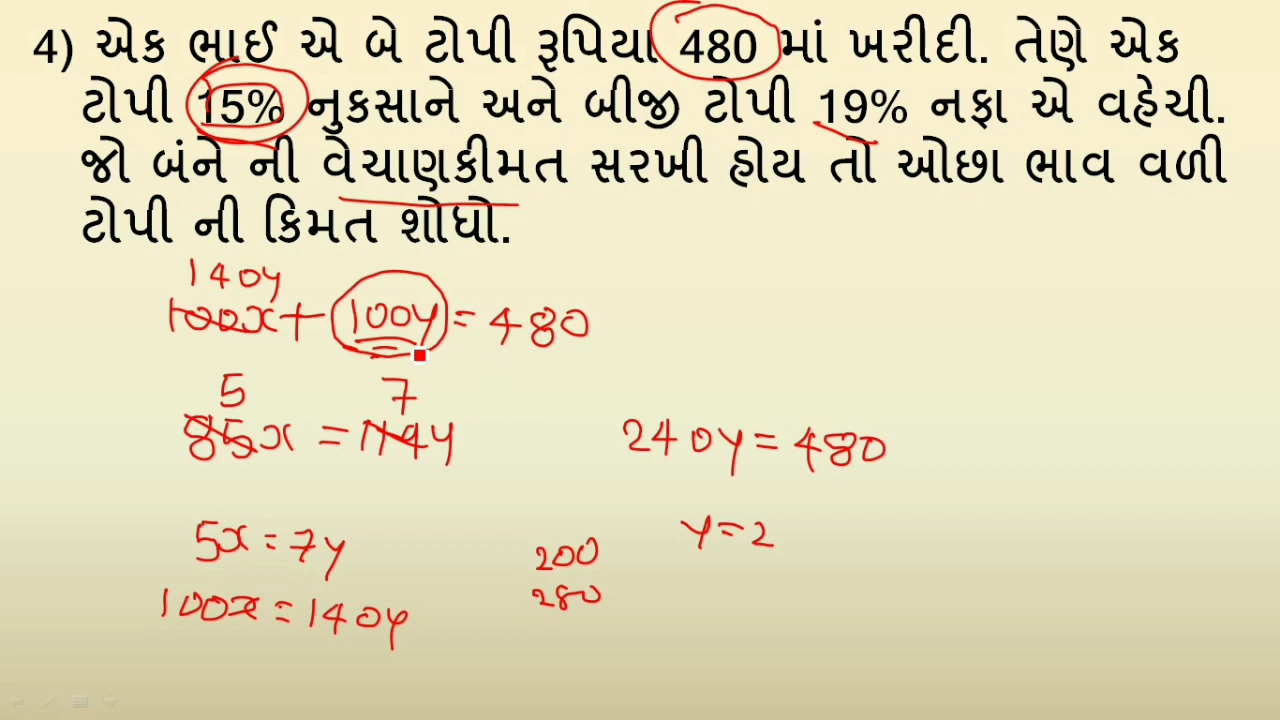 4) એક ભાઈ એ બે ટોપી રૂપિયા 480 માં ખરીદી. તેણે એક
ટોપી 15% નુકસાને અને બીજી ટોપી 19% નફા એ વહેચી.
જો બંને ની વેચાણકીમત સરખી હોય તો ઓછા ભાવ વળી
ટોપી ની કિમત શોધો.
140y
100x + 100y = 480
5 7
85x = 119y
240y = 480
5x = 7y
y = 2
200
280
100x = 140y